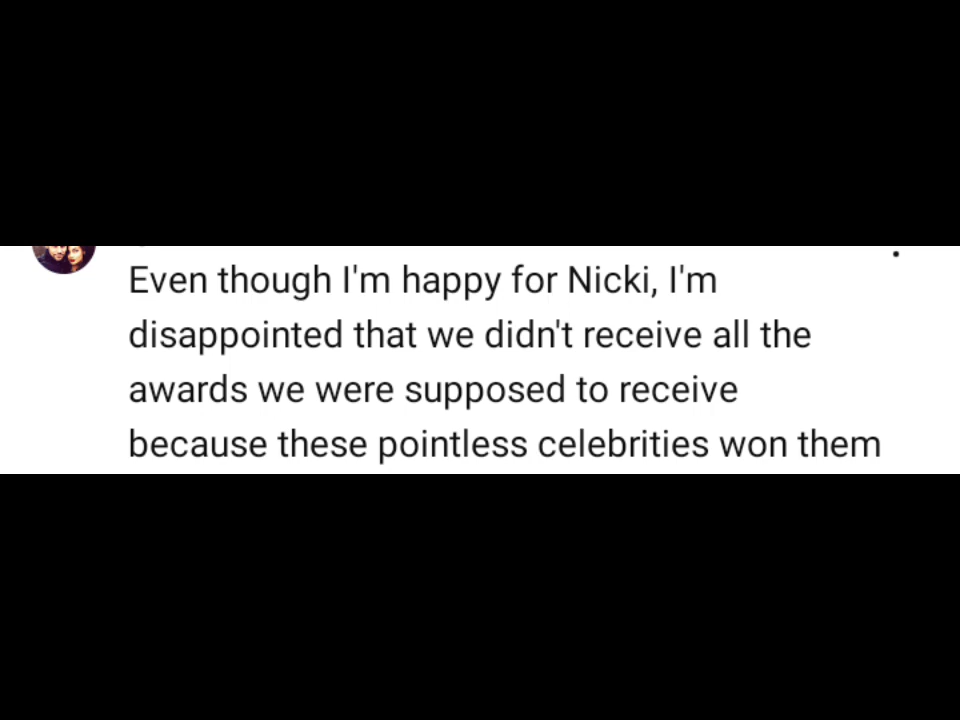 Even though I'm happy for Nicki, I'm
disappointed that we didn't receive all the
awards we were supposed to receive
because these pointless celebrities won them